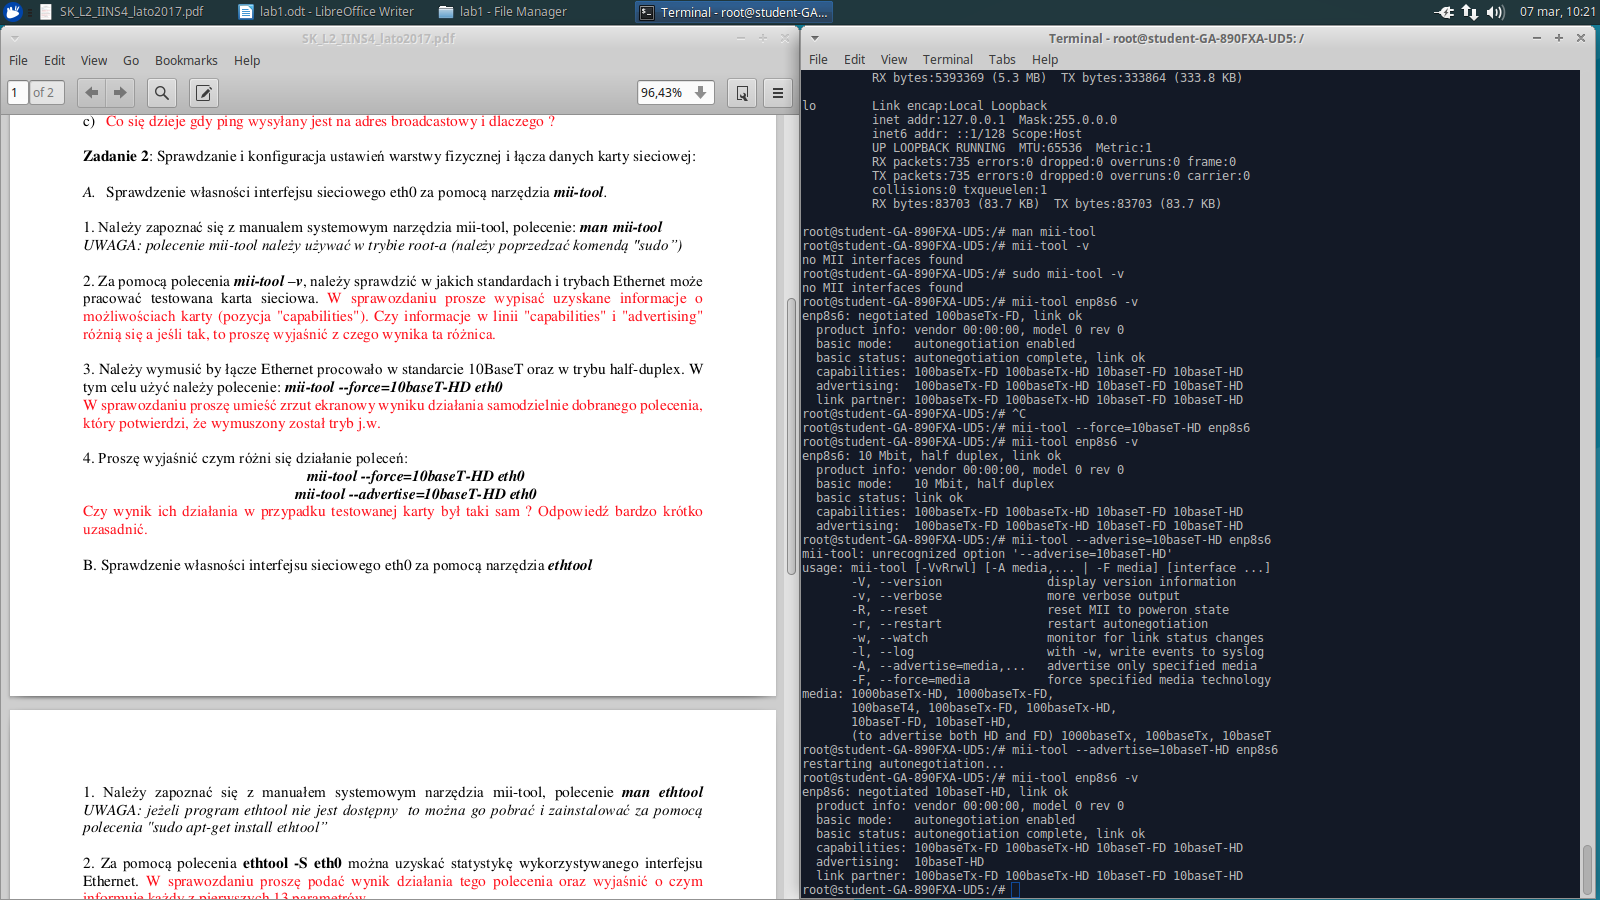 SK_L2_IINS4_lato2017.pdf
lab1.odt - LibreOffice Writer
lab1 - File Manager
Terminal - root@student-GA...
07 mar, 10:21
SK_L2_IINS4_lato2017.pdf
File Edit View Go Bookmarks Help
1 of 2
96,43%
c) Co się dzieje gdy ping wysyłany jest na adres broadcastowy i dlaczego ?
Zadanie 2: Sprawdzanie i konfiguracja ustawień warstwy fizycznej i łącza danych karty sieciowej:
A. Sprawdzenie własności interfejsu sieciowego eth0 za pomocą narzędzia mii-tool.
1. Należy zapoznać się z manualem systemowym narzędzia mii-tool, polecenie: man mii-tool
UWAGA: polecenie mii-tool należy używać w trybie root-a (należy poprzedzać komendą "sudo")
2. Za pomocą polecenia mii-tool –v, należy sprawdzić w jakich standardach i trybach Ethernet może
pracować testowana karta sieciowa. W sprawozdaniu prosze wypisać uzyskane informacje o
możliwościach karty (pozycja "capabilities"). Czy informacje w linii "capabilities" i "advertising"
różnią się a jeśli tak, to proszę wyjaśnić z czego wynika ta różnica.
3. Należy wymusić by łącze Ethernet procowało w standarcie 10BaseT oraz w trybu half-duplex. W
tym celu użyć należy polecenie: mii-tool --force=10baseT-HD eth0
W sprawozdaniu proszę umieść zrzut ekranowy wyniku działania samodzielnie dobranego polecenia,
który potwierdzi, że wymuszony został tryb j.w.
4. Proszę wyjaśnić czym różni się działanie poleceń:
mii-tool --force=10baseT-HD eth0
mii-tool --advertise=10baseT-HD eth0
Czy wynik ich działania w przypadku testowanej karty był taki sam ? Odpowiedź bardzo krótko
uzasadnić.
B. Sprawdzenie własności interfejsu sieciowego eth0 za pomocą narzędzia ethtool
1. Należy zapoznać się z manuałem systemowym narzędzia mii-tool, polecenie man ethtool
UWAGA: jeżeli program ethtool nie jest dostępny to można go pobrać i zainstalować za pomocą
polecenia "sudo apt-get install ethtool"
2. Za pomocą polecenia ethtool -S eth0 można uzyskać statystykę wykorzystywanego interfejsu
Ethernet. W sprawozdaniu proszę podać wynik działania tego polecenia oraz wyjaśnić o czym
informuje każdy z pierwszych 13 parametrów
Terminal - root@student-GA-890FXA-UD5: /
File Edit View Terminal Tabs Help
RX bytes:5393369 (5.3 MB) TX bytes:333864 (333.8 KB)
lo Link encap:Local Loopback
inet addr:127.0.0.1 Mask:255.0.0.0
inet6 addr: ::1/128 Scope:Host
UP LOOPBACK RUNNING MTU:65536 Metric:1
RX packets:735 errors:0 dropped:0 overruns:0 frame:0
TX packets:735 errors:0 dropped:0 overruns:0 carrier:0
collisions:0 txqueuelen:1
RX bytes:83703 (83.7 KB) TX bytes:83703 (83.7 KB)
root@student-GA-890FXA-UD5:/# man mii-tool
root@student-GA-890FXA-UD5:/# mii-tool -v
no MII interfaces found
root@student-GA-890FXA-UD5:/# sudo mii-tool -v
no MII interfaces found
root@student-GA-890FXA-UD5:/# mii-tool enp8s6 -v
enp8s6: negotiated 100baseTx-FD, link ok
product info: vendor 00:00:00, model 0 rev 0
basic mode: autonegotiation enabled
basic status: autonegotiation complete, link ok
capabilities: 100baseTx-FD 100baseTx-HD 10baseT-FD 10baseT-HD
advertising: 100baseTx-FD 100baseTx-HD 10baseT-FD 10baseT-HD
link partner: 100baseTx-FD 100baseTx-HD 10baseT-FD 10baseT-HD
root@student-GA-890FXA-UD5:/# ^C
root@student-GA-890FXA-UD5:/# mii-tool --force=10baseT-HD enp8s6
root@student-GA-890FXA-UD5:/# mii-tool enp8s6 -v
enp8s6: 10 Mbit, half duplex, link ok
product info: vendor 00:00:00, model 0 rev 0
basic mode: 10 Mbit, half duplex
basic status: link ok
capabilities: 100baseTx-FD 100baseTx-HD 10baseT-FD 10baseT-HD
advertising: 100baseTx-FD 100baseTx-HD 10baseT-FD 10baseT-HD
root@student-GA-890FXA-UD5:/# mii-tool --adverise=10baseT-HD enp8s6
mii-tool: unrecognized option '--adverise=10baseT-HD'
usage: mii-tool [-VvRrwl] [-A media,... | -F media] [interface ...]
-V, --version display version information
-v, --verbose more verbose output
-R, --reset reset MII to poweron state
-r, --restart restart autonegotiation
-w, --watch monitor for link status changes
-l, --log with -w, write events to syslog
-A, --advertise=media,... advertise only specified media
-F, --force=media force specified media technology
media: 1000baseTx-HD, 1000baseTx-FD,
100baseT4, 100baseTx-FD, 100baseTx-HD,
10baseT-FD, 10baseT-HD,
(to advertise both HD and FD) 1000baseTx, 100baseTx, 10baseT
root@student-GA-890FXA-UD5:/# mii-tool --advertise=10baseT-HD enp8s6
restarting autonegotiation...
root@student-GA-890FXA-UD5:/# mii-tool enp8s6 -v
enp8s6: negotiated 10baseT-HD, link ok
product info: vendor 00:00:00, model 0 rev 0
basic mode: autonegotiation enabled
basic status: autonegotiation complete, link ok
capabilities: 100baseTx-FD 100baseTx-HD 10baseT-FD 10baseT-HD
advertising: 10baseT-HD
link partner: 100baseTx-FD 100baseTx-HD 10baseT-FD 10baseT-HD
root@student-GA-890FXA-UD5:/#